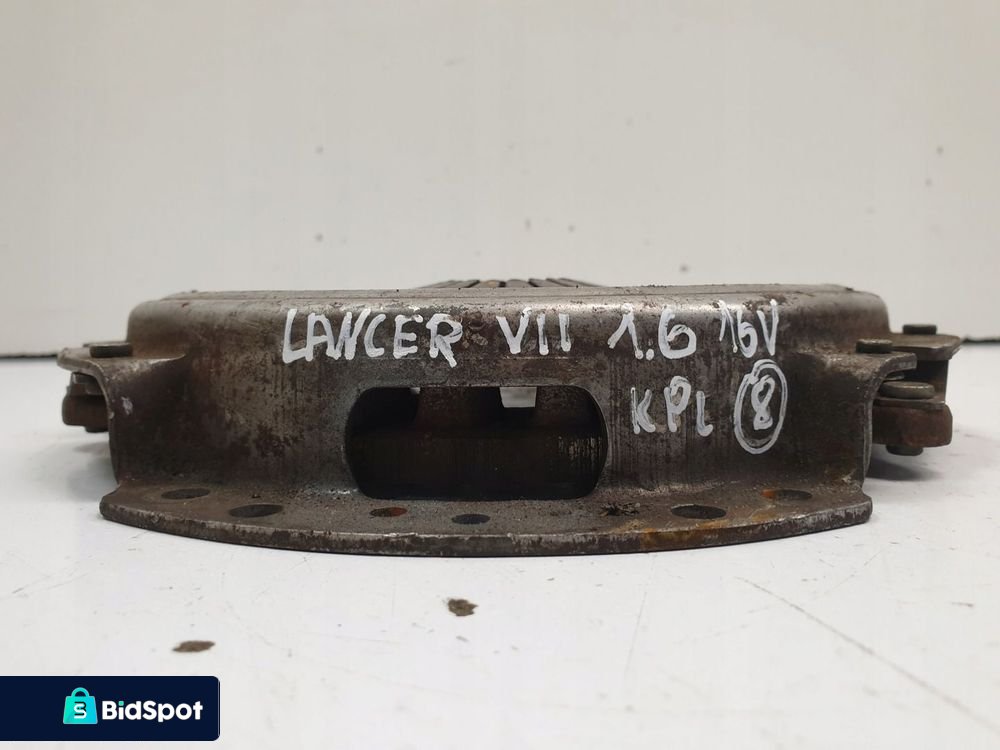 LANCER VII 1.6 16V
KPL 8
BidSpot